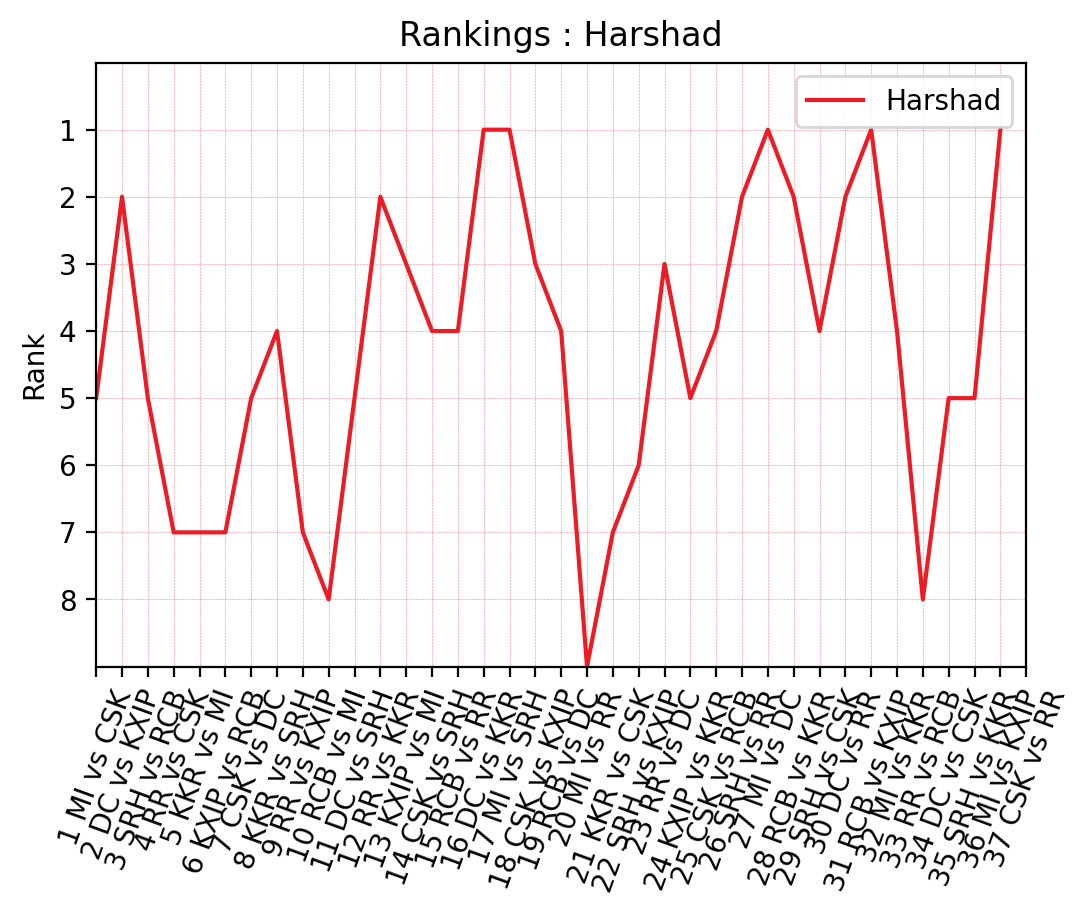 Rankings : Harshad
Harshad
Rank
1
2
3
4
5
6
7
8
1 MI vs CSK
2 DC vs KXIP
3 SRH vs RCB
4 RR vs CSK
5 KKR vs MI
6 KXIP vs RCB
7 CSK vs DC
8 KKR vs SRH
9 RR vs KXIP
10 RCB vs MI
11 DC vs SRH
12 RR vs KKR
13 KXIP vs MI
14 CSK vs SRH
15 RCB vs RR
16 DC vs KKR
17 MI vs SRH
18 CSK vs KXIP
19 RCB vs DC
20 MI vs RR
21 KKR vs CSK
22 SRH vs KXIP
23 RR vs DC
24 KXIP vs KKR
25 CSK vs RCB
26 SRH vs RR
27 MI vs DC
28 RCB vs KKR
29 SRH vs CSK
30 DC vs RR
31 RCB vs KXIP
32 MI vs KKR
33 RR vs RCB
34 DC vs CSK
35 SRH vs KKR
36 MI vs KXIP
37 CSK vs RR